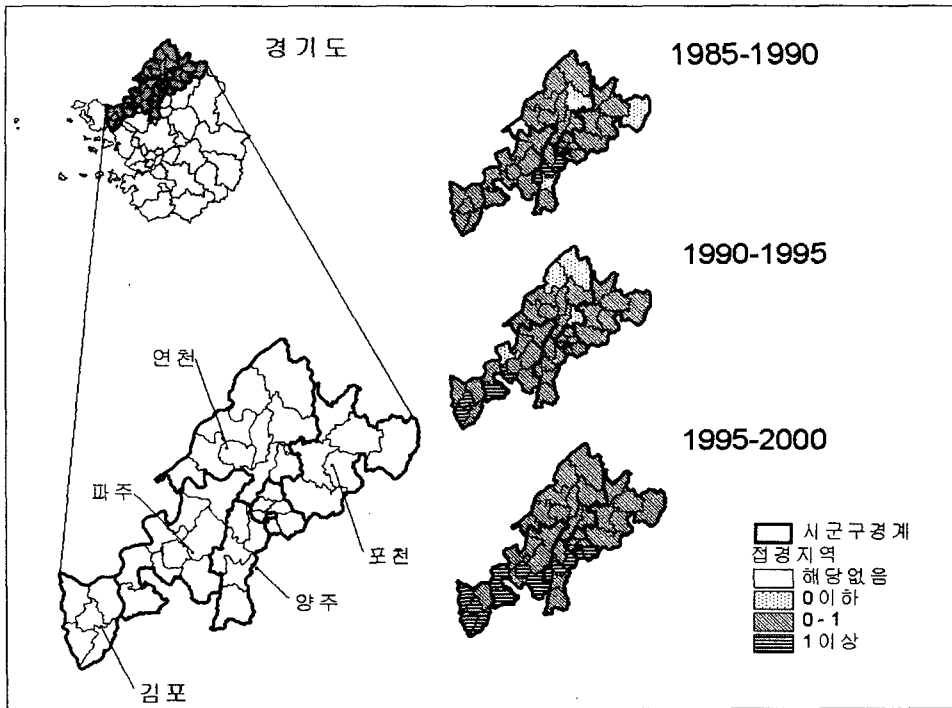 경기도
1985-1990
1990-1995
1995-2000
연천
파주
포천
양주
김포
시군구경계
접경지역
해당없음
0이하
0-1
1이상